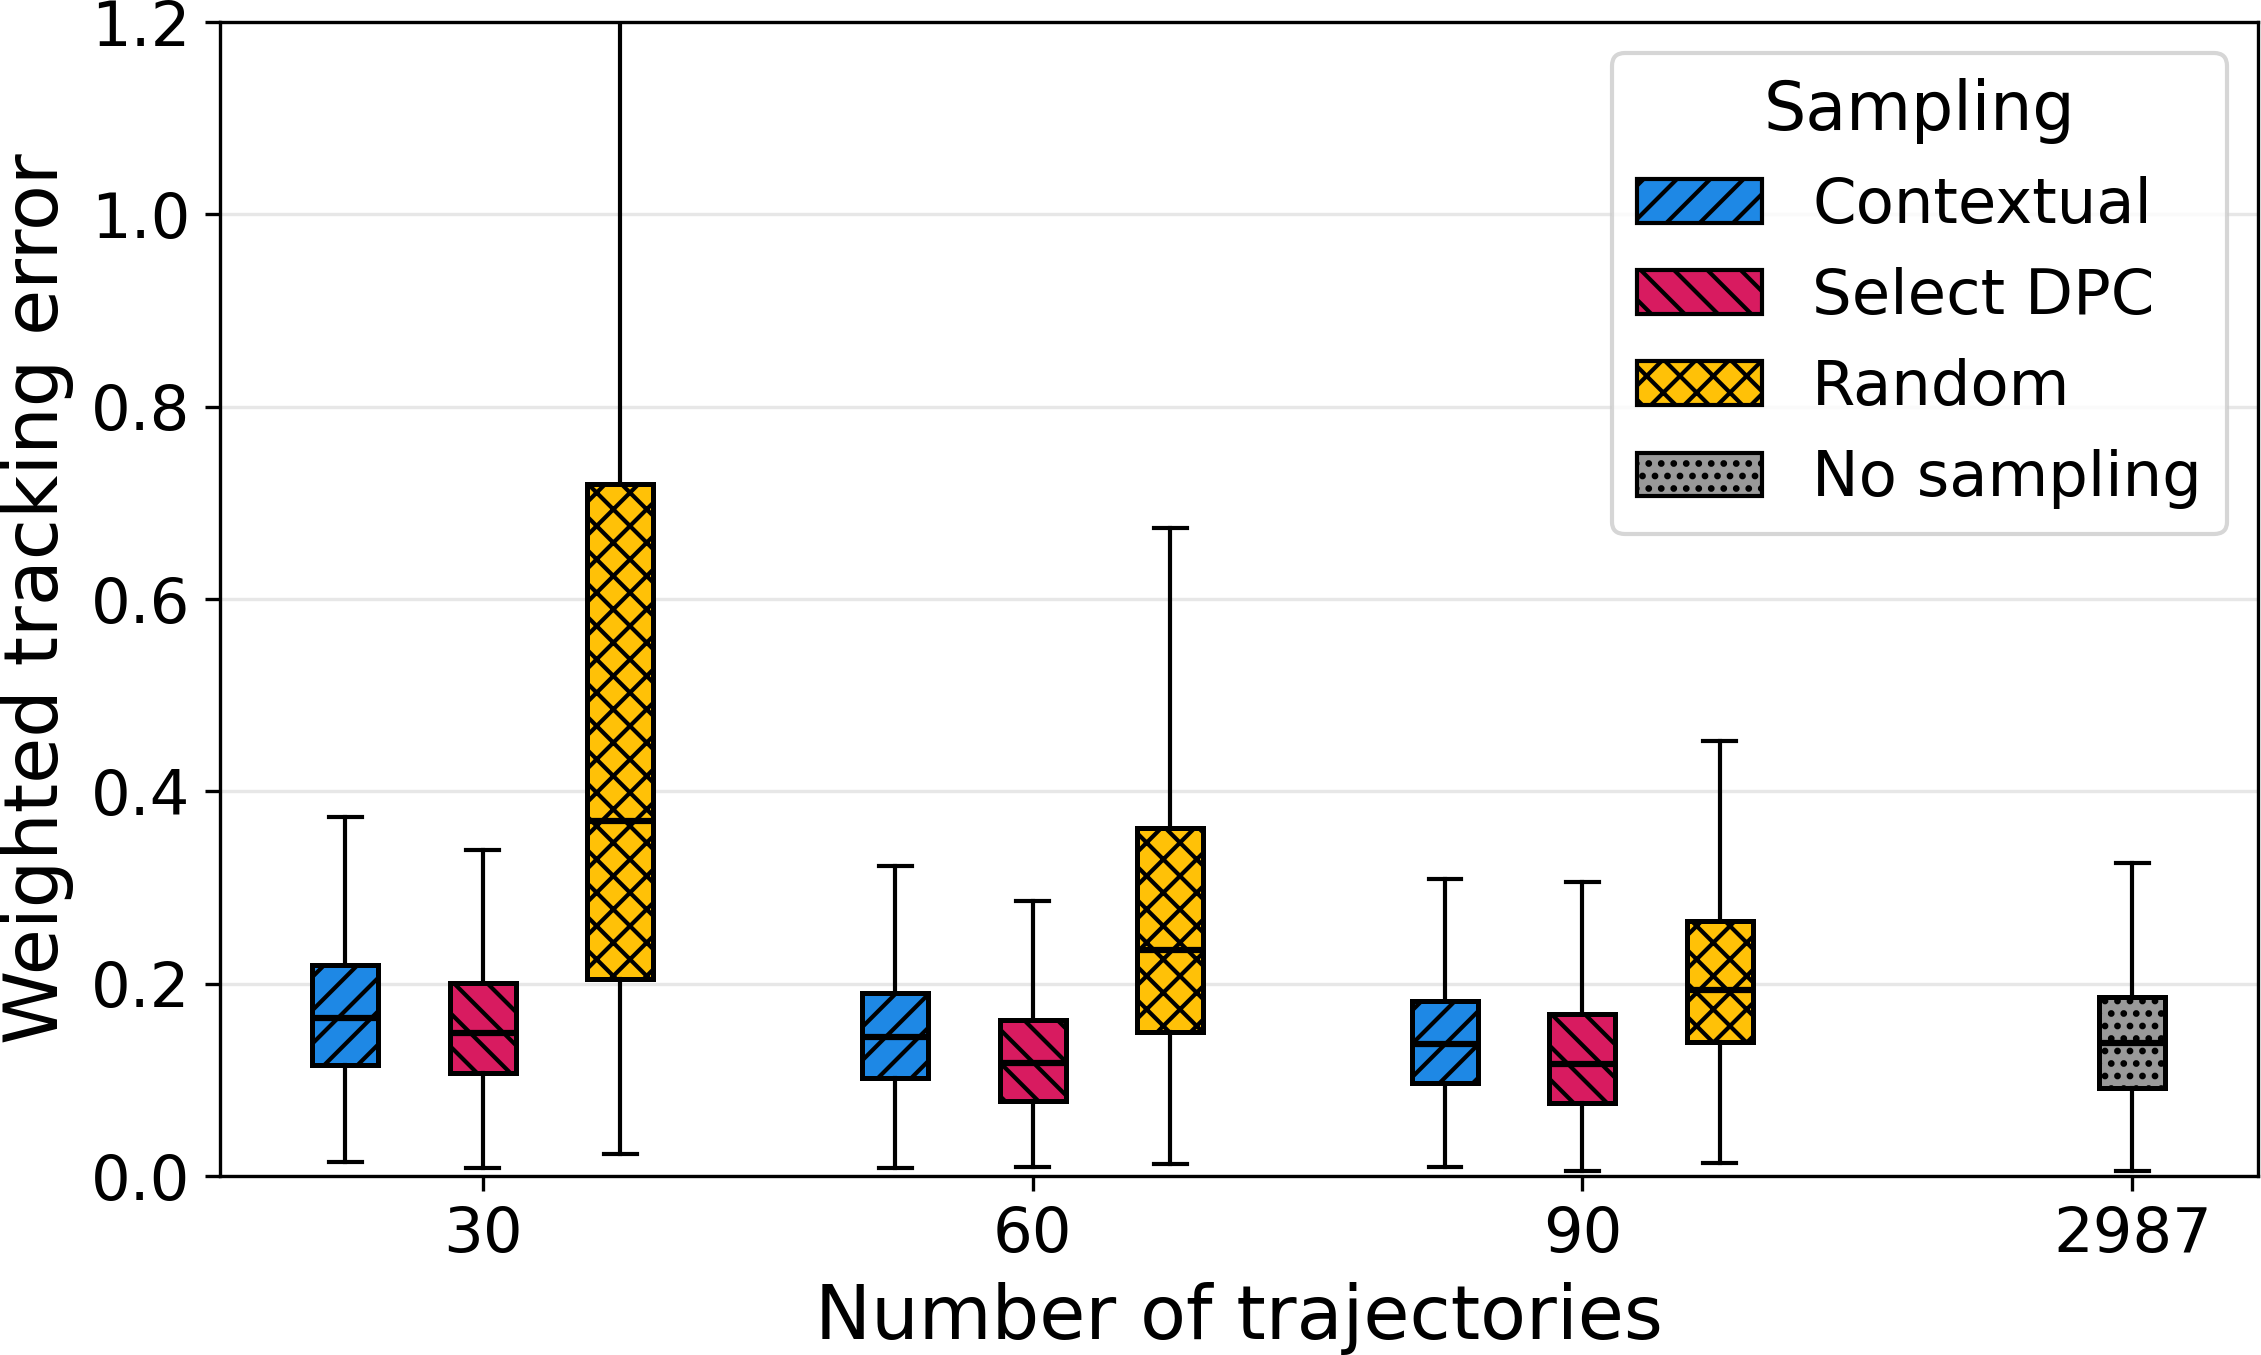 Weighted tracking error
1.2
1.0
0.8
0.6
0.4
0.2
0.0
Sampling
Contextual
Select DPC
Random
No sampling
30
60
90
2987
Number of trajectories